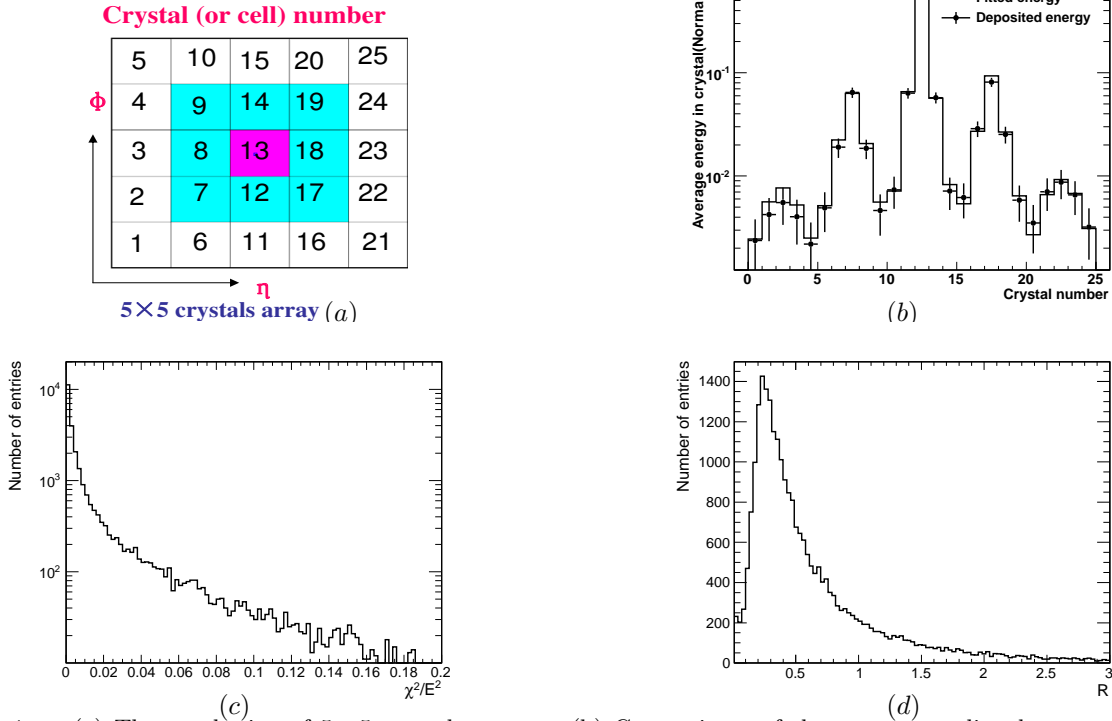 Crystal (or cell) number
5 10 15 20 25
Φ 4 9 14 19 24
3 8 13 18 23
2 7 12 17 22
1 6 11 16 21
η
5×5 crystals array (a)
Deposited energy
Average energy in crystal(Norma
10⁻¹
10⁻²
0 5 10 15 20 25
Crystal number
(b)
Number of entries
10⁴
10³
10²
0 0.02 0.04 0.06 0.08 0.10 0.12 0.14 0.16 0.18 0.2
χ²/E²
(c)
Number of entries
1400
1200
1000
800
600
400
200
0
0.5 1 1.5 2 2.5 3
R
(d)